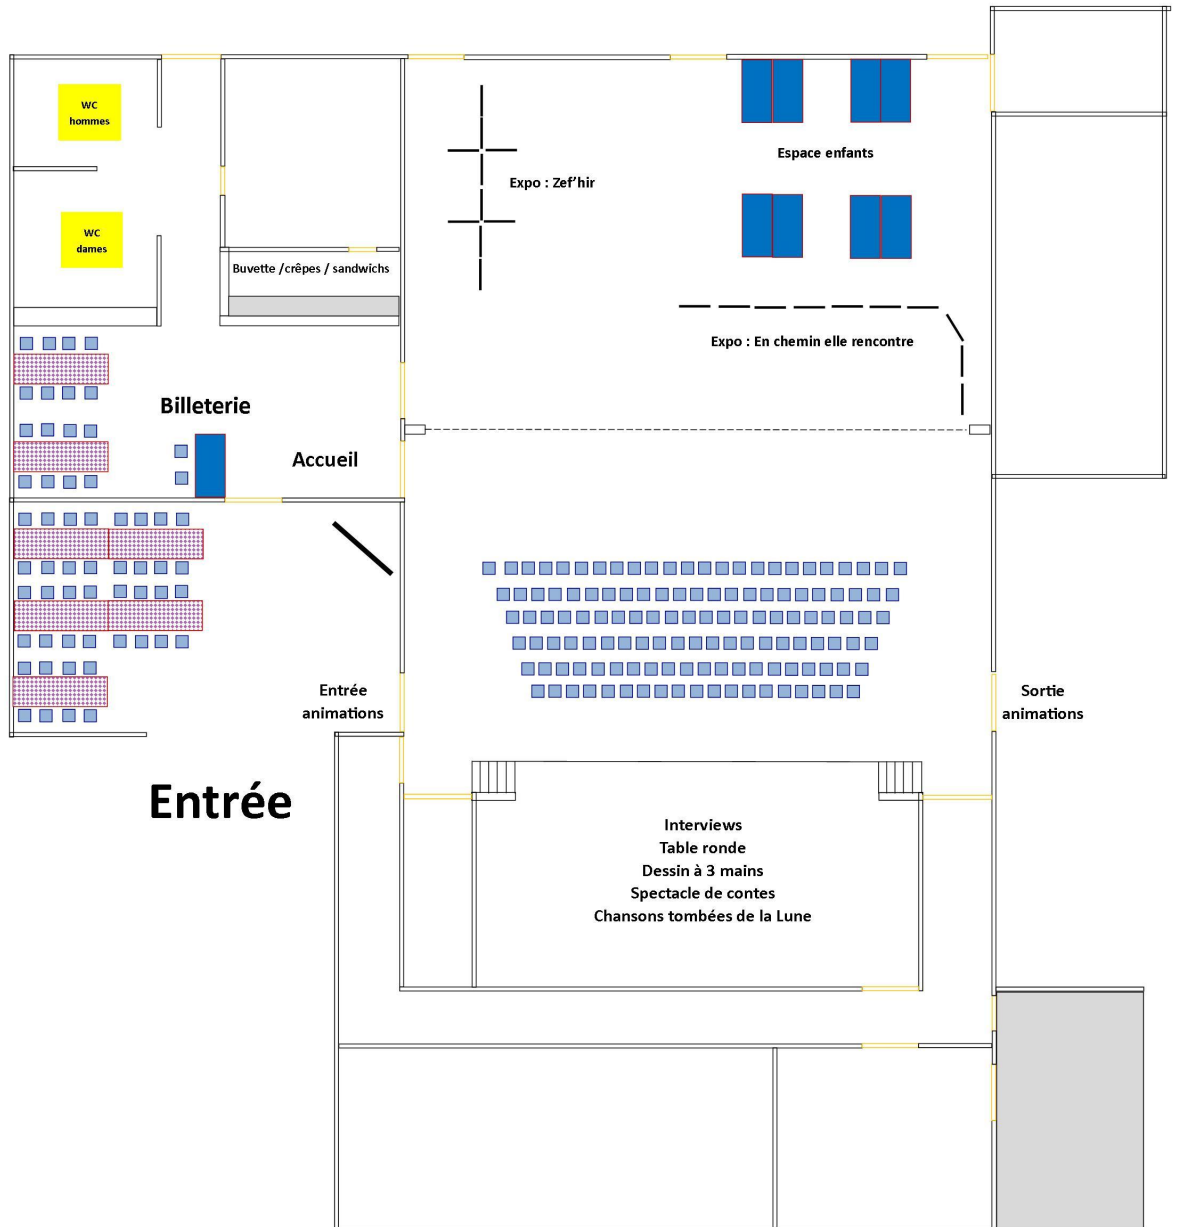 WC
hommes
WC
dames
Espace enfants
Expo : Zef’hir
Buvette /crêpes / sandwichs
Expo : En chemin elle rencontre
Billeterie
Accueil
Entrée
animations
Sortie
animations
Entrée
Interviews
Table ronde
Dessin à 3 mains
Spectacle de contes
Chansons tombées de la Lune